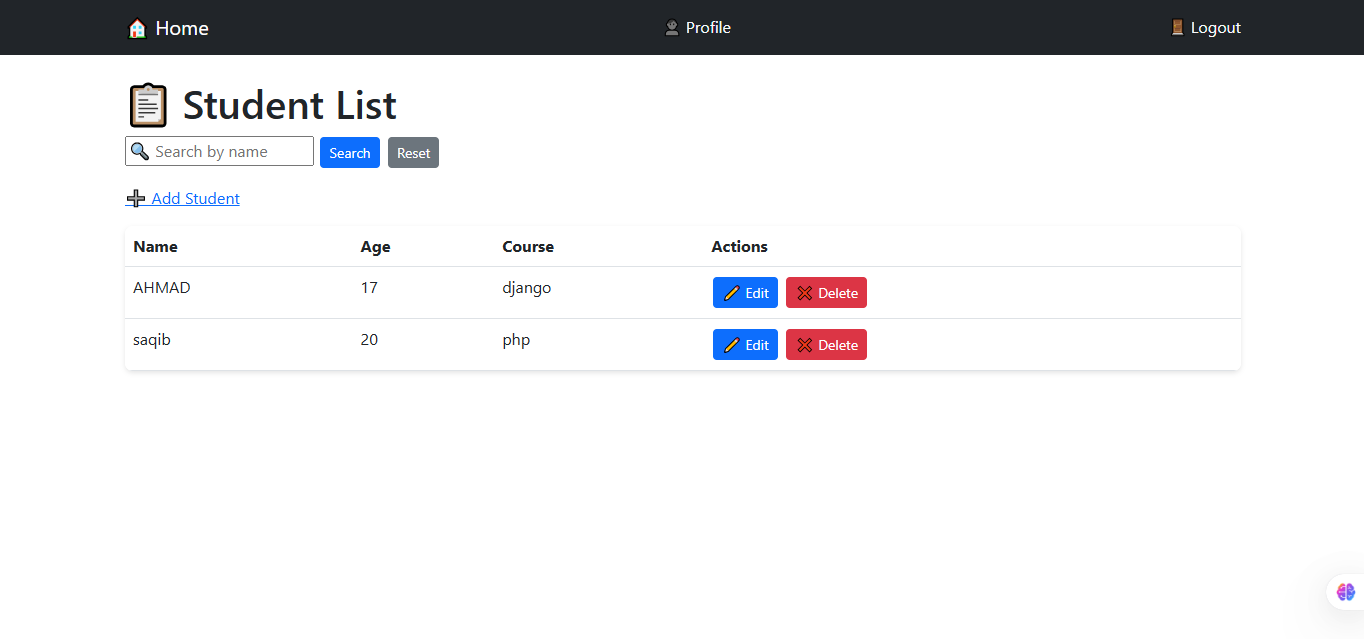 Home Profile Logout
Student List
Search by name Search Reset
Add Student
Name Age Course Actions
AHMAD 17 django Edit Delete
saqib 20 php Edit Delete